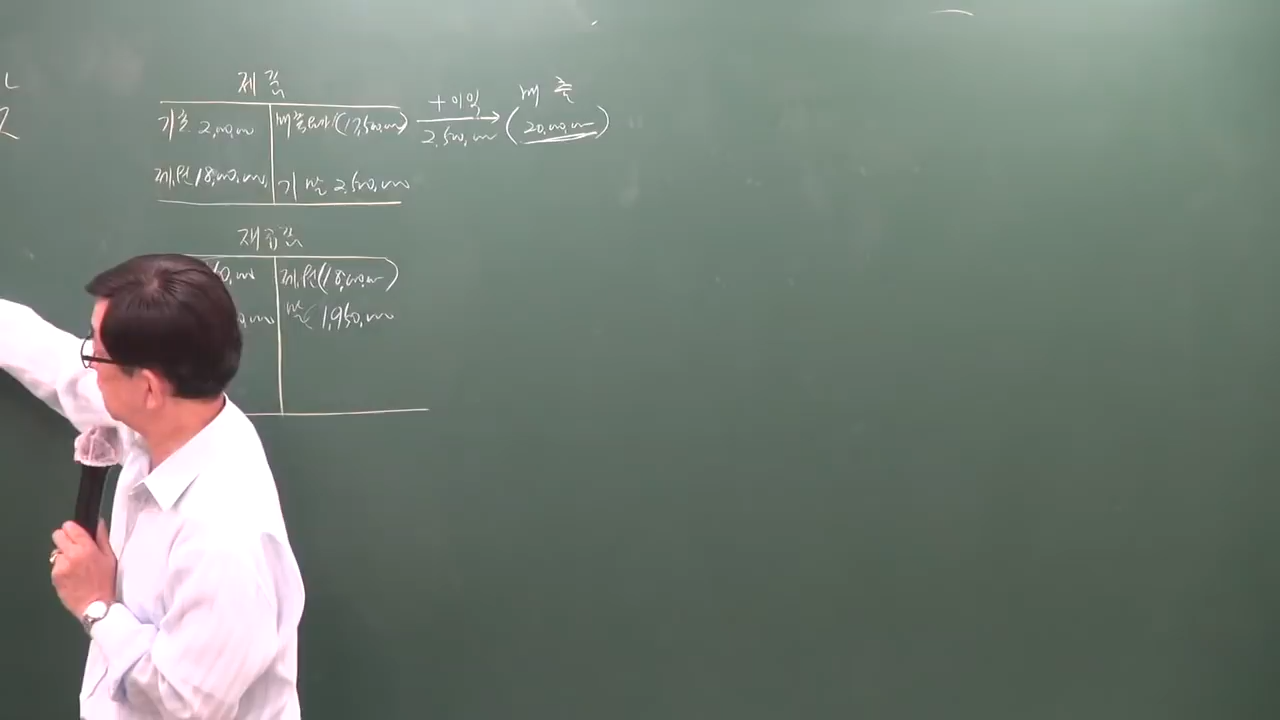 제품
기초 2,000,000 매출원가 (17,500,000)
+이익
2,500,000
매출
(20,000,000)
제.원 18,000,000 기말 2,500,000
재공품
제.원 (18,000,000)
말 1,950,000